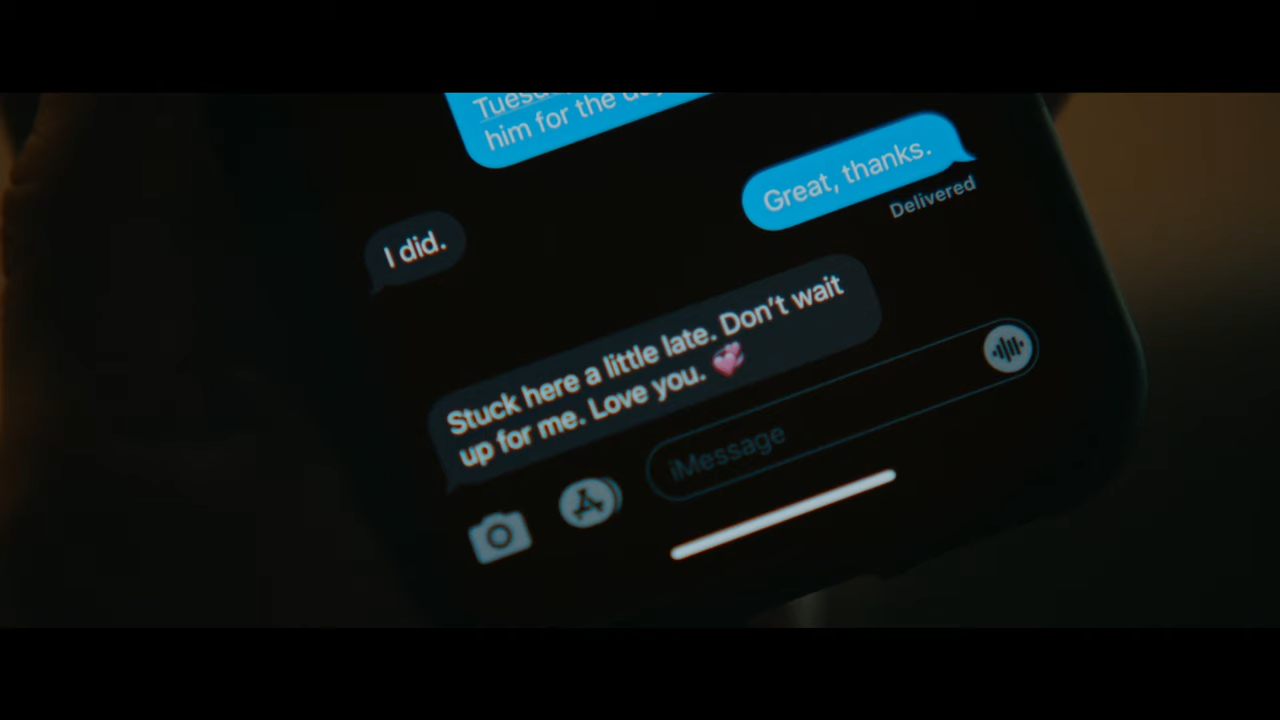 him for the
Great, thanks.
Delivered
I did.
Stuck here a little late. Don't wait
up for me. Love you. 💞
iMessage